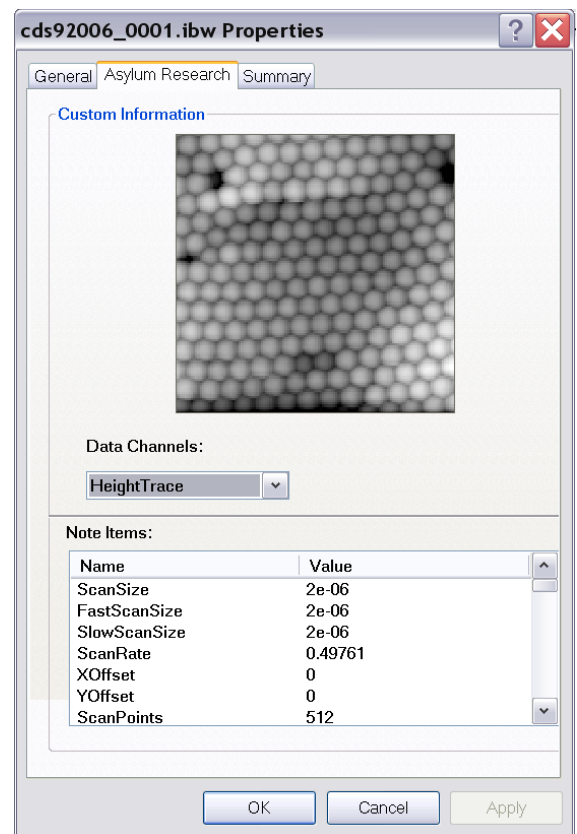 cds92006_0001.ibw Properties
General Asylum Research Summary
Custom Information
Data Channels:
HeightTrace
Note Items:
Name Value
ScanSize 2e-06
FastScanSize 2e-06
SlowScanSize 2e-06
ScanRate 0.49761
XOffset 0
YOffset 0
ScanPoints 512
OK Cancel Apply